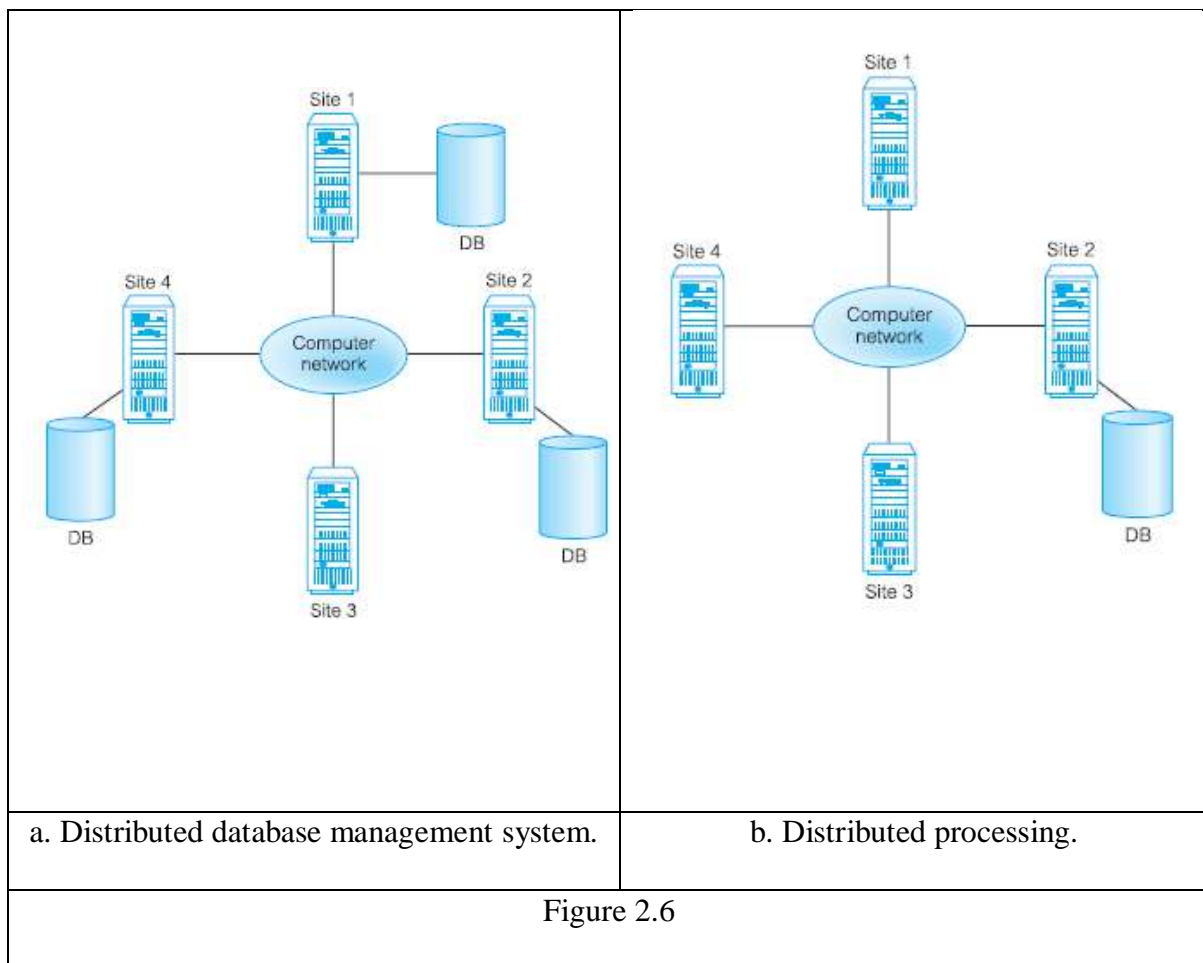 Site 1
DB
Site 4
Site 2
Computer
network
DB
DB
Site 3
Site 1
Site 4
Site 2
Computer
network
DB
Site 3
a. Distributed database management system.
b. Distributed processing.
Figure 2.6